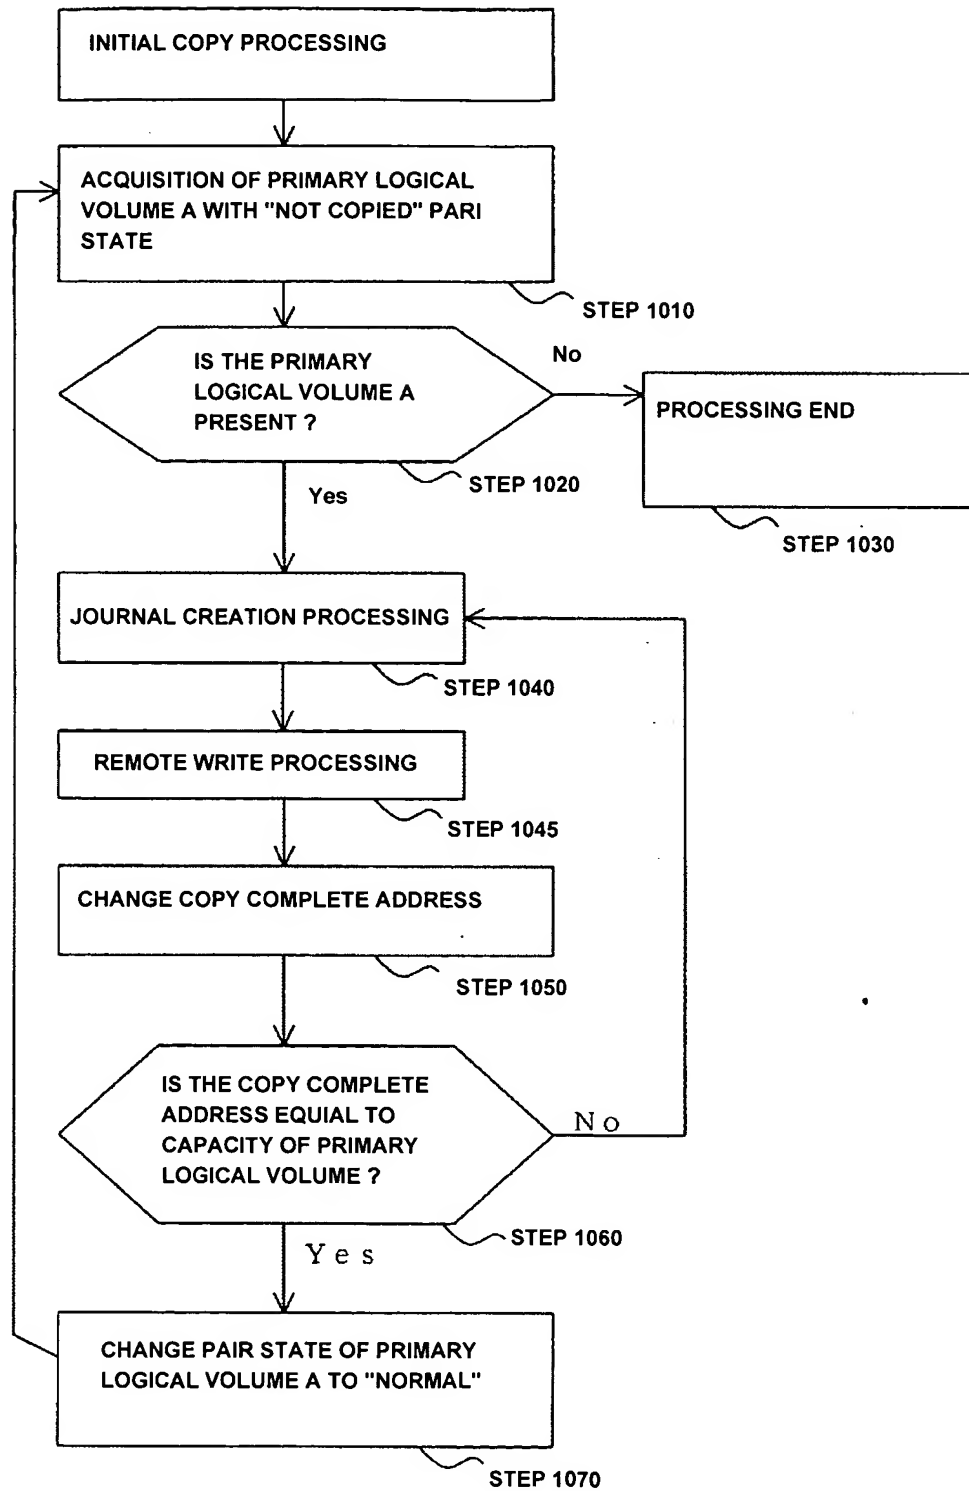 INITIAL COPY PROCESSING
ACQUISITION OF PRIMARY LOGICAL
VOLUME A WITH "NOT COPIED" PARI
STATE
STEP 1010
IS THE PRIMARY
LOGICAL VOLUME A
PRESENT ?
No
PROCESSING END
STEP 1020
Yes
STEP 1030
JOURNAL CREATION PROCESSING
STEP 1040
REMOTE WRITE PROCESSING
STEP 1045
CHANGE COPY COMPLETE ADDRESS
STEP 1050
IS THE COPY COMPLETE
ADDRESS EQUIAL TO
CAPACITY OF PRIMARY
LOGICAL VOLUME ?
No
STEP 1060
Yes
CHANGE PAIR STATE OF PRIMARY
LOGICAL VOLUME A TO "NORMAL"
STEP 1070